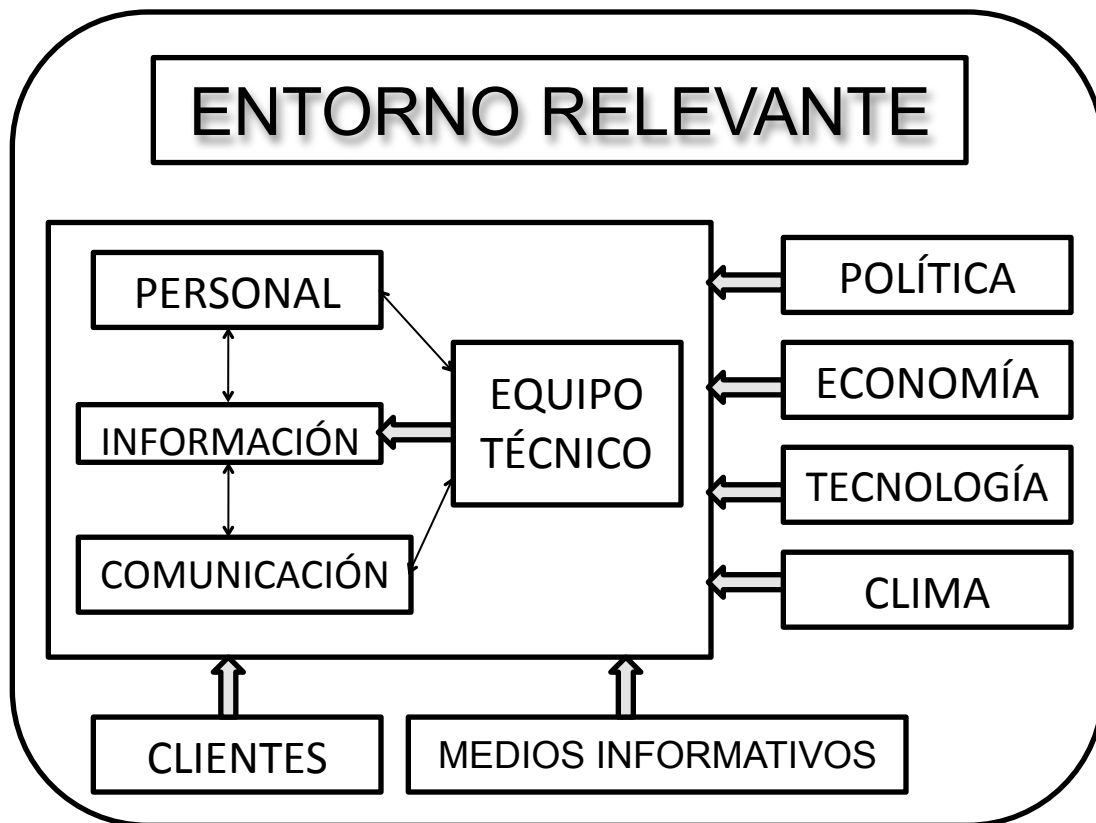 ENTORNO RELEVANTE
PERSONAL
INFORMACIÓN
COMUNICACIÓN
EQUIPO
TÉCNICO
POLÍTICA
ECONOMÍA
TECNOLOGÍA
CLIMA
CLIENTES
MEDIOS INFORMATIVOS